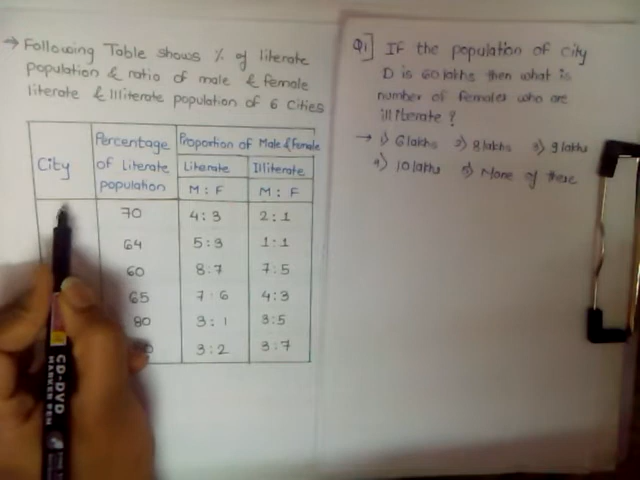 → Following Table shows % of literate
population & ratio of male & female
literate & Illiterate population of 6 Cities
City
Percentage
of Literate
population
Proportion of Male & Female
Literate Illiterate
M : F M : F
70 4 : 3 2 : 1
64 5 : 3 1 : 1
60 8 : 7 7 : 5
65 7 : 6 4 : 3
80 3 : 1 3 : 5
3 : 2 3 : 7
Q1] If the population of city
D is 60 lakhs then what is
number of females who are
illiterate ?
→ 1) 6 lakhs 2) 8 lakhs 3) 9 lakhs
4) 10 lakhs 5) None of these
CD-DVD
MARKER PEN